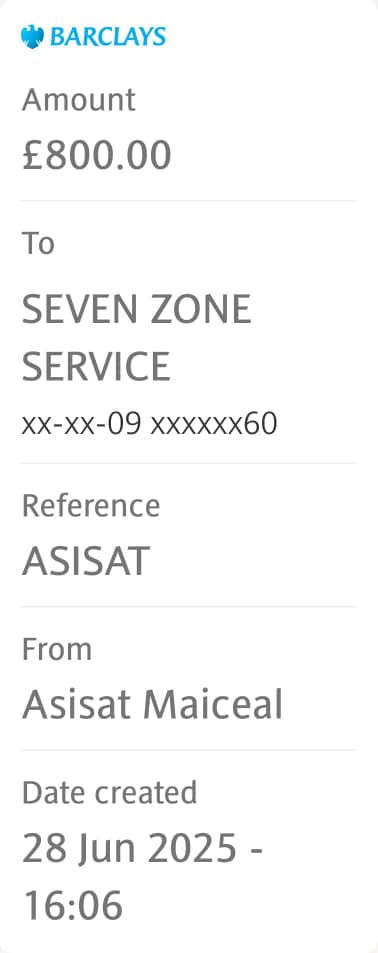 BARCLAYS
Amount
£800.00
To
SEVEN ZONE
SERVICE
xx-xx-09 xxxxxx60
Reference
ASISAT
From
Asisat Maiceal
Date created
28 Jun 2025 -
16:06